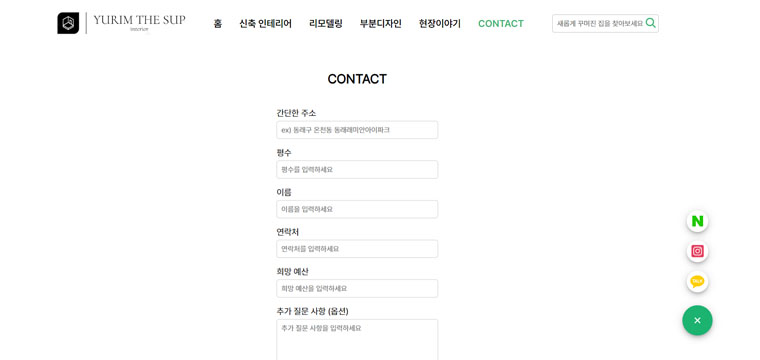 YURIM THE SUP
Interior
홈
신축 인테리어
리모델링
부분디자인
현장이야기
CONTACT
새롭게 꾸며진 집을 찾아보세요
CONTACT
간단한 주소
ex) 동래구 온천동 동래래미안아이파크
평수
평수를 입력하세요
이름
이름을 입력하세요
연락처
연락처를 입력하세요
희망 예산
희망 예산을 입력하세요
추가 질문 사항 (옵션)
추가 질문 사항을 입력하세요
N